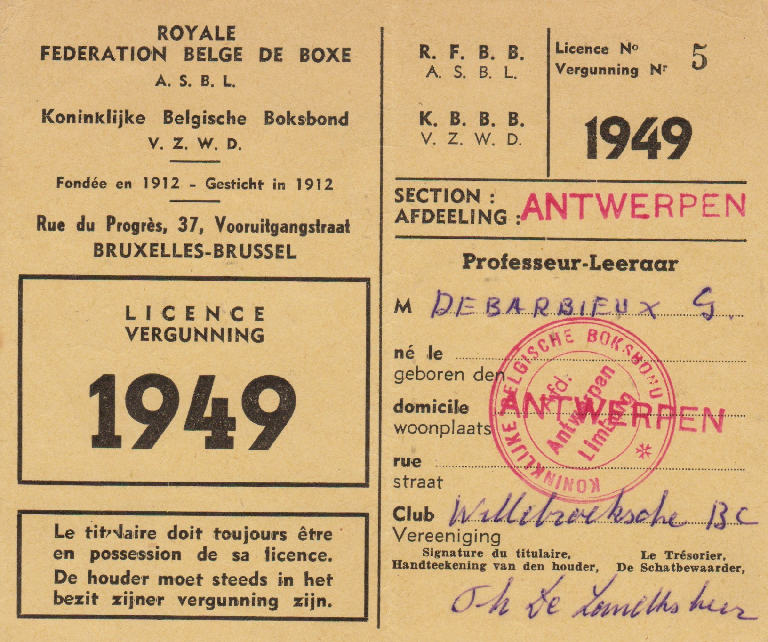 ROYALE
FEDERATION BELGE DE BOXE
A. S. B. L.
Koninklijke Belgische Boksbond
V. Z. W. D.
Fondée en 1912 - Gesticht in 1912
Rue du Progrès, 37, Vooruitgangstraat
BRUXELLES-BRUSSEL
LICENCE
VERGUNNING
1949
Le titulaire doit toujours être
en possession de sa licence.
De houder moet steeds in het
bezit zijner vergunning zijn.
R. F. B. B.
A. S. B. L.
K. B. B. B.
V. Z. W. D.
Licence No
Vergunning Nr 5
1949
SECTION :
AFDEELING : ANTWERPEN
Professeur-Leeraar
M DEBARBIEUX G.
né le
geboren den
domicile
woonplaats ANTWERPEN
rue
straat
KONINKLIJKE BELGISCHE BOKSBOND
Afd.
Antwerpen
Limburg
Club Willebroeksche BC
Vereeniging
Signature du titulaire,
Handteekening van den houder,
Le Trésorier,
De Schatbewaarder,
De